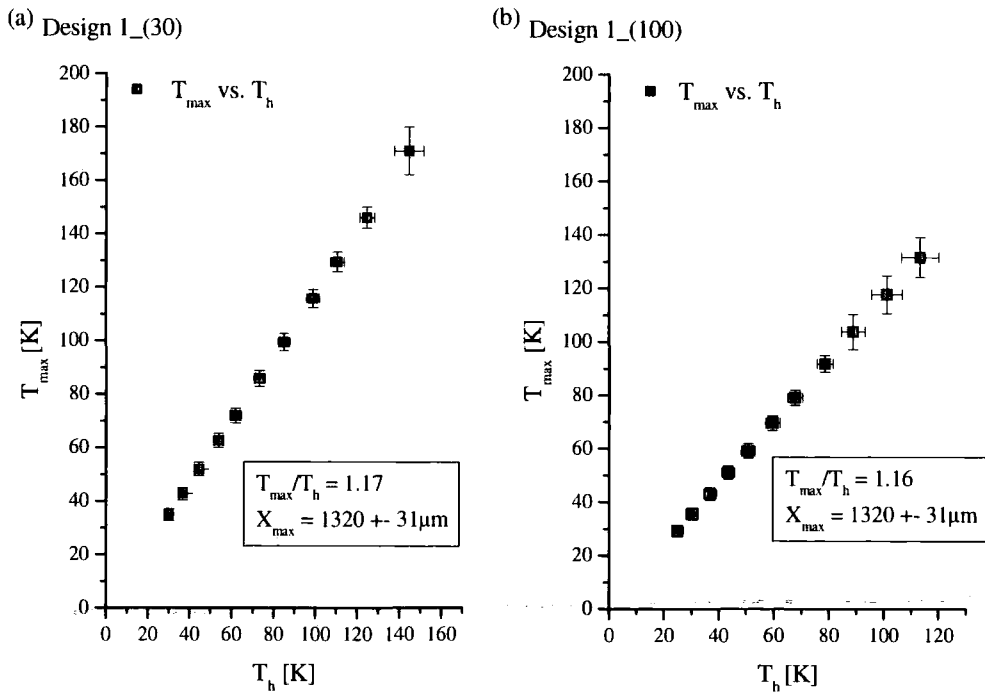 (a) Design 1_(30)
T_max vs. T_h
200
180
160
140
120
100
80
60
40
20
0
T_max [K]
T_max/T_h = 1.17
X_max = 1320 +- 31µm
0 20 40 60 80 100 120 140 160
T_h [K]
(b) Design 1_(100)
T_max vs. T_h
200
180
160
140
120
100
80
60
40
20
0
T_max [K]
T_max/T_h = 1.16
X_max = 1320 +- 31µm
0 20 40 60 80 100 120
T_h [K]